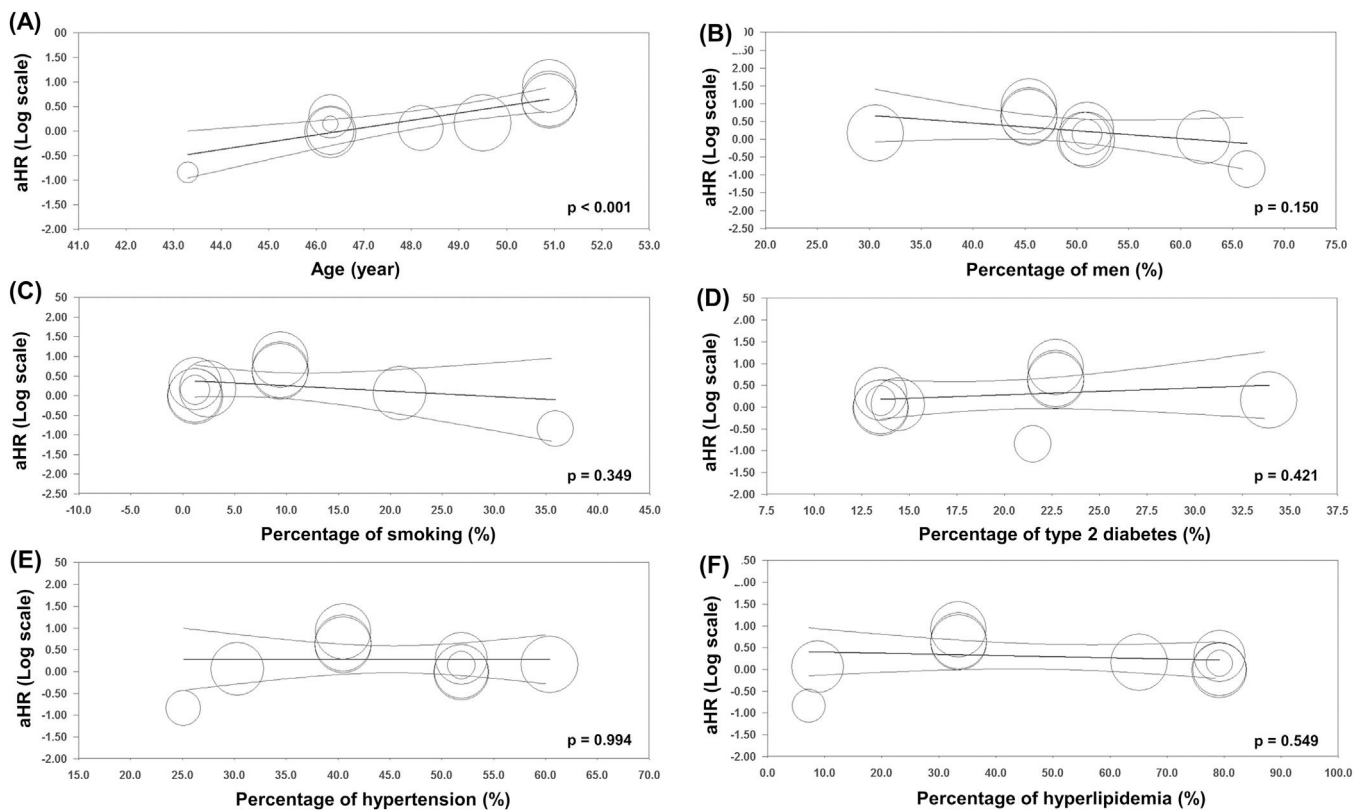 (A)
aHR (Log scale)
00
1.50
1.00
0.50
0.00
-0.50
-1.00
-1.50
-2.00
41.0 42.0 43.0 44.0 45.0 46.0 47.0 48.0 49.0 50.0 51.0 52.0 53.0
Age (year)
p < 0.001
(B)
aHR (Log scale)
.00
2.00
1.50
1.00
0.50
0.00
-0.50
-1.00
-1.50
-2.00
-2.50
20.0 25.0 30.0 35.0 40.0 45.0 50.0 55.0 60.0 65.0 70.0 75.0
Percentage of men (%)
p = 0.150
(C)
aHR (Log scale)
50
2.00
1.50
1.00
0.50
0.00
-0.50
-1.00
-1.50
-2.00
-2.50
-10.0 -5.0 0.0 5.0 10.0 15.0 20.0 25.0 30.0 35.0 40.0 45.0
Percentage of smoking (%)
p = 0.349
(D)
aHR (Log scale)
50
2.00
1.50
1.00
0.50
0.00
-0.50
-1.00
-1.50
-2.00
7.5 10.0 12.5 15.0 17.5 20.0 22.5 25.0 27.5 30.0 32.5 35.0 37.5
Percentage of type 2 diabetes (%)
p = 0.421
(E)
aHR (Log scale)
50
2.00
1.50
1.00
0.50
0.00
-0.50
-1.00
-1.50
-2.00
15.0 20.0 25.0 30.0 35.0 40.0 45.0 50.0 55.0 60.0 65.0 70.0
Percentage of hypertension (%)
p = 0.994
(F)
aHR (Log scale)
.50
2.00
1.50
1.00
0.50
0.00
-0.50
-1.00
-1.50
-2.00
0.0 10.0 20.0 30.0 40.0 50.0 60.0 70.0 80.0 90.0 100.0
Percentage of hyperlipidemia (%)
p = 0.549